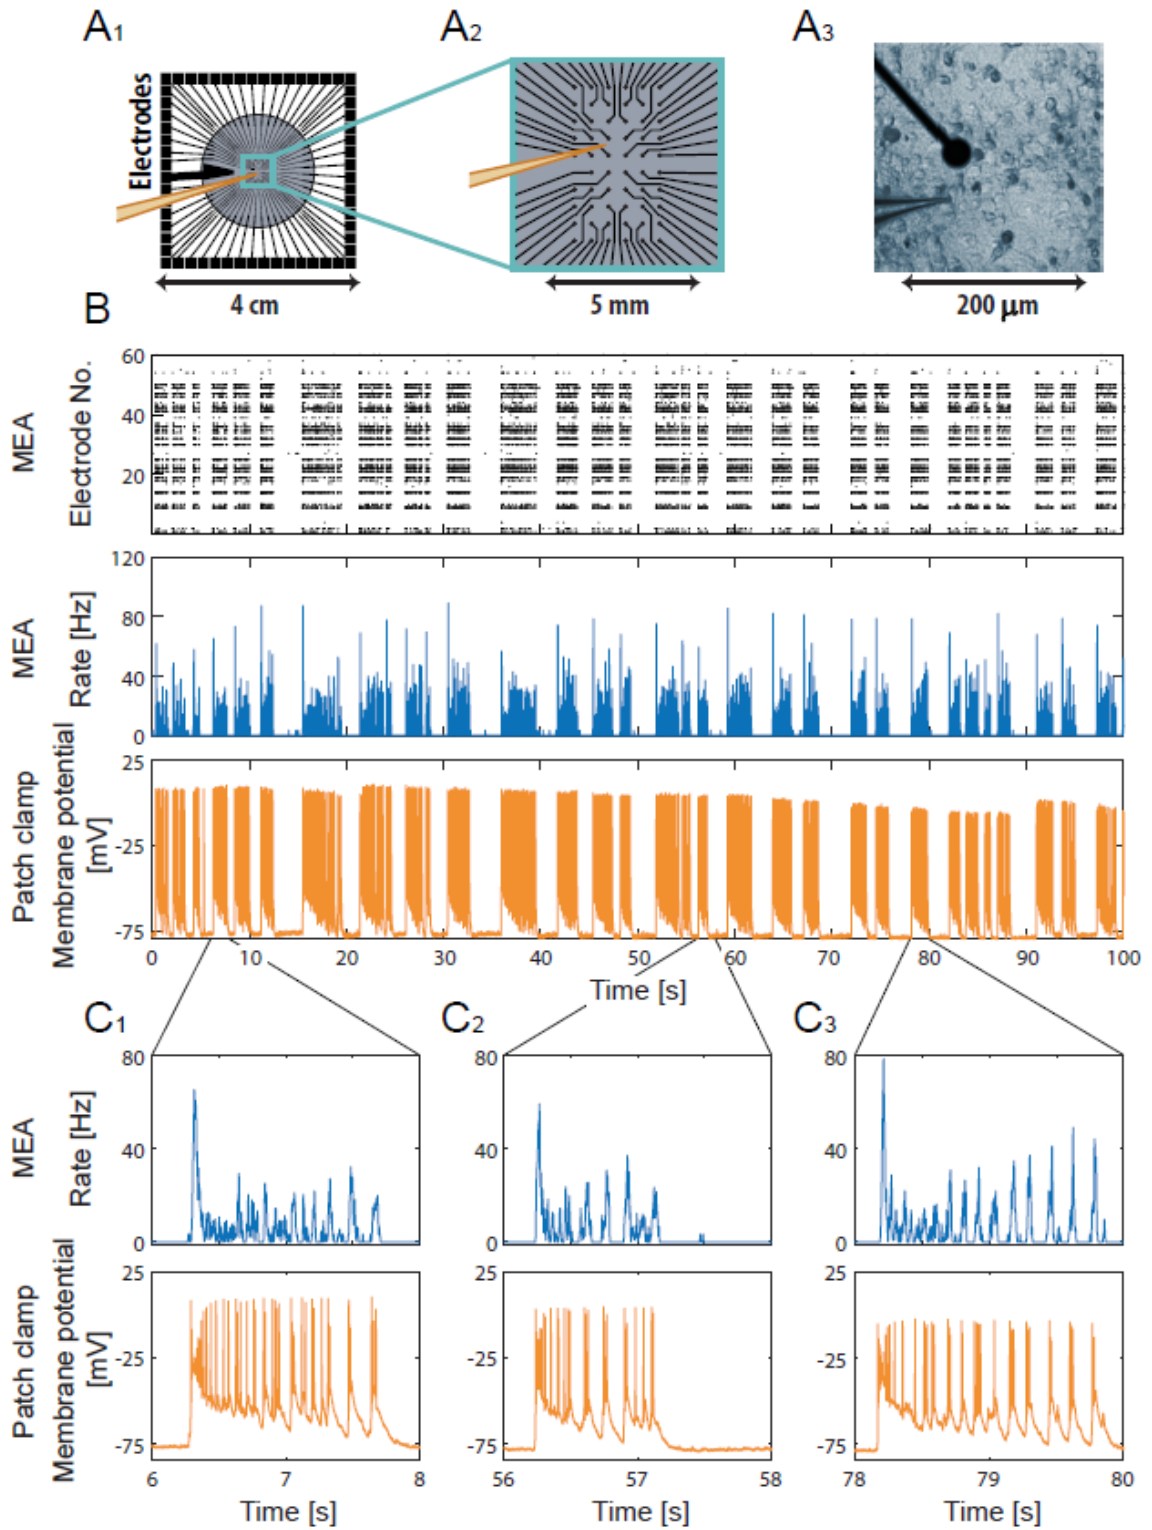 A1
A2
A3
Electrodes
4 cm
5 mm
200 μm
B
MEA
Electrode No.
60
40
20
MEA
Rate [Hz]
120
80
40
0
Patch clamp
Membrane potential
[mV]
25
-25
-75
0 10 20 30 40 50 60 70 80 90 100
Time [s]
C1
C2
C3
MEA
Rate [Hz]
80
40
0
80
40
0
80
40
0
Patch clamp
Membrane potential
[mV]
25
-25
-75
6 7 8
Time [s]
25
-25
-75
56 57 58
Time [s]
25
-25
-75
78 79 80
Time [s]